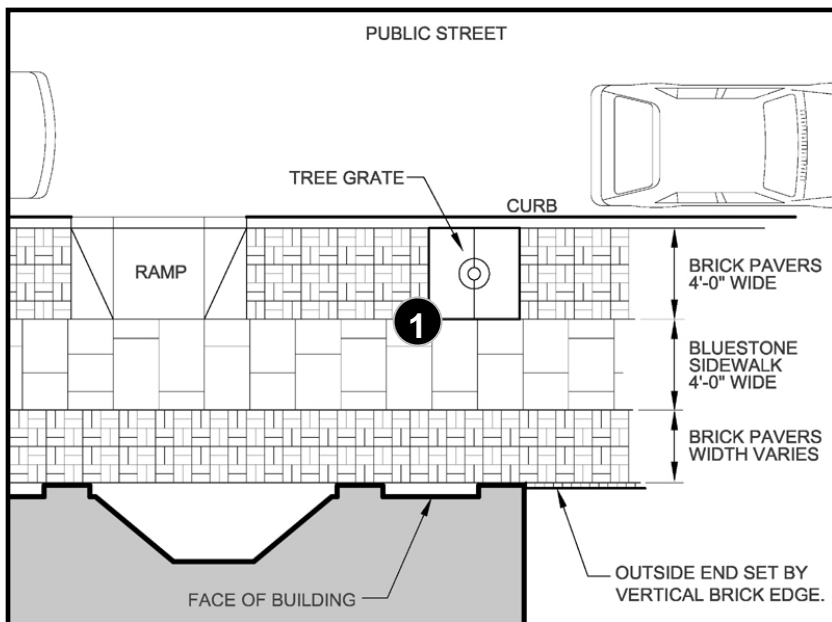 PUBLIC STREET
TREE GRATE
CURB
RAMP
BRICK PAVERS
4'-0" WIDE
1
BLUESTONE
SIDEWALK
4'-0" WIDE
BRICK PAVERS
WIDTH VARIES
FACE OF BUILDING
OUTSIDE END SET BY
VERTICAL BRICK EDGE.